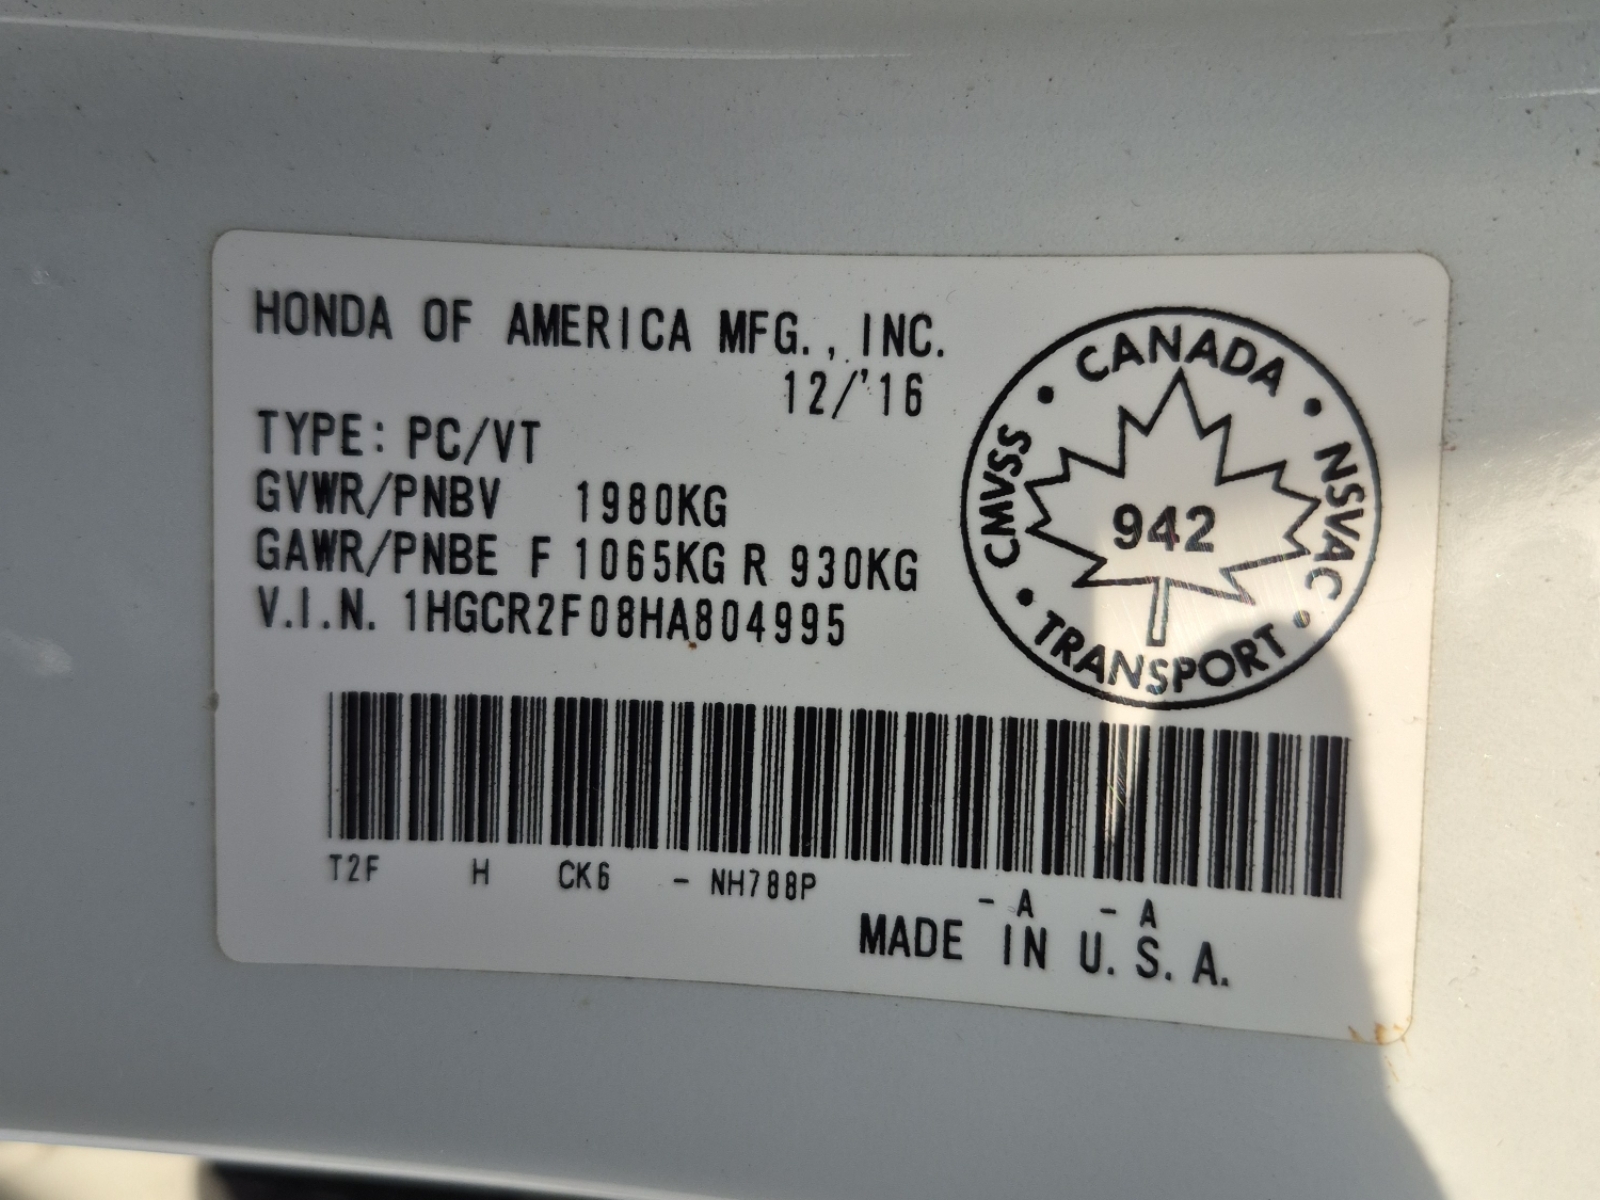 HONDA OF AMERICA MFG., INC.
12/'16
TYPE: PC/VT
GVWR/PNBV 1980KG
GAWR/PNBE F 1065KG R 930KG
V.I.N. 1HGCR2F08HA804995
CANADA
NSVAC
TRANSPORT
CMVSS
942
T2F H CK6 - NH788P - A - A
MADE IN U.S.A.